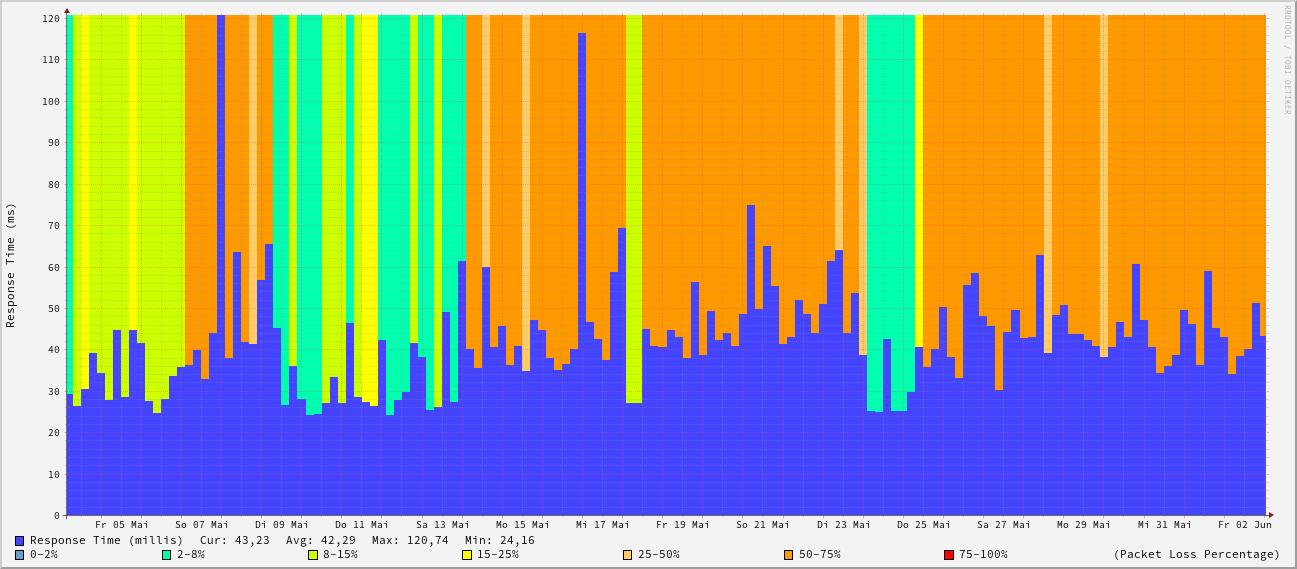 RRDTOOL / TOBI OETIKER
Response Time (ms)
120
110
100
90
80
70
60
50
40
30
20
10
0
Fr 05 Mai So 07 Mai Di 09 Mai Do 11 Mai Sa 13 Mai Mo 15 Mai Mi 17 Mai Fr 19 Mai So 21 Mai Di 23 Mai Do 25 Mai Sa 27 Mai Mo 29 Mai Mi 31 Mai Fr 02 Jun
Response Time (millis) Cur: 43,23 Avg: 42,29 Max: 120,74 Min: 24,16
0-2% 2-8% 8-15% 15-25% 25-50% 50-75% 75-100% (Packet Loss Percentage)